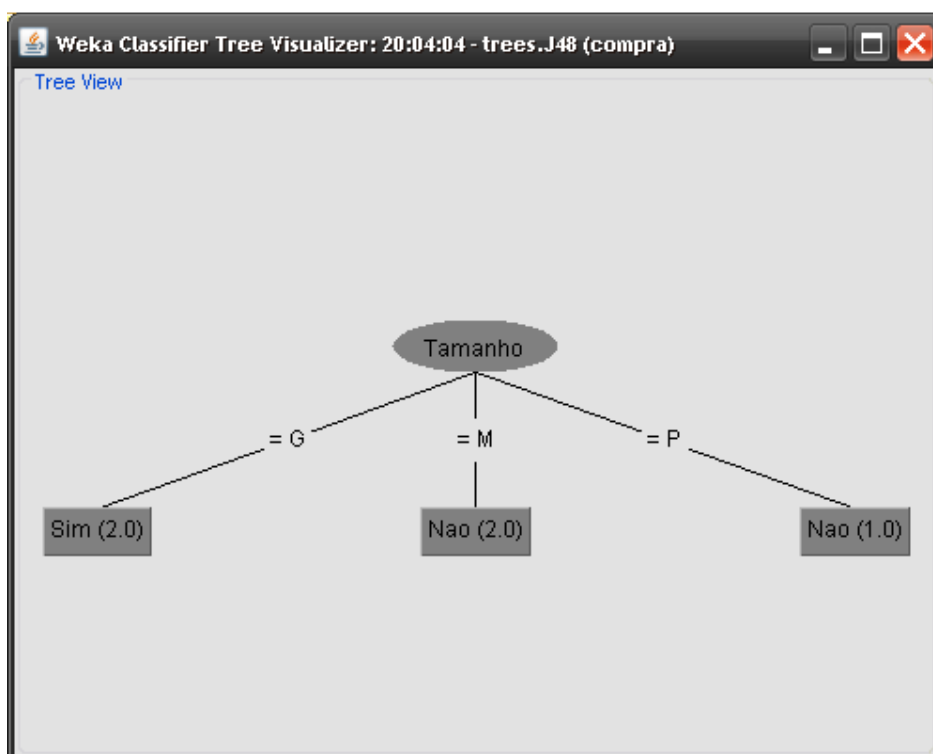 Weka Classifier Tree Visualizer: 20:04:04 - trees.J48 (compra)
Tree View
Tamanho
= G
= M
= P
Sim (2.0)
Nao (2.0)
Nao (1.0)